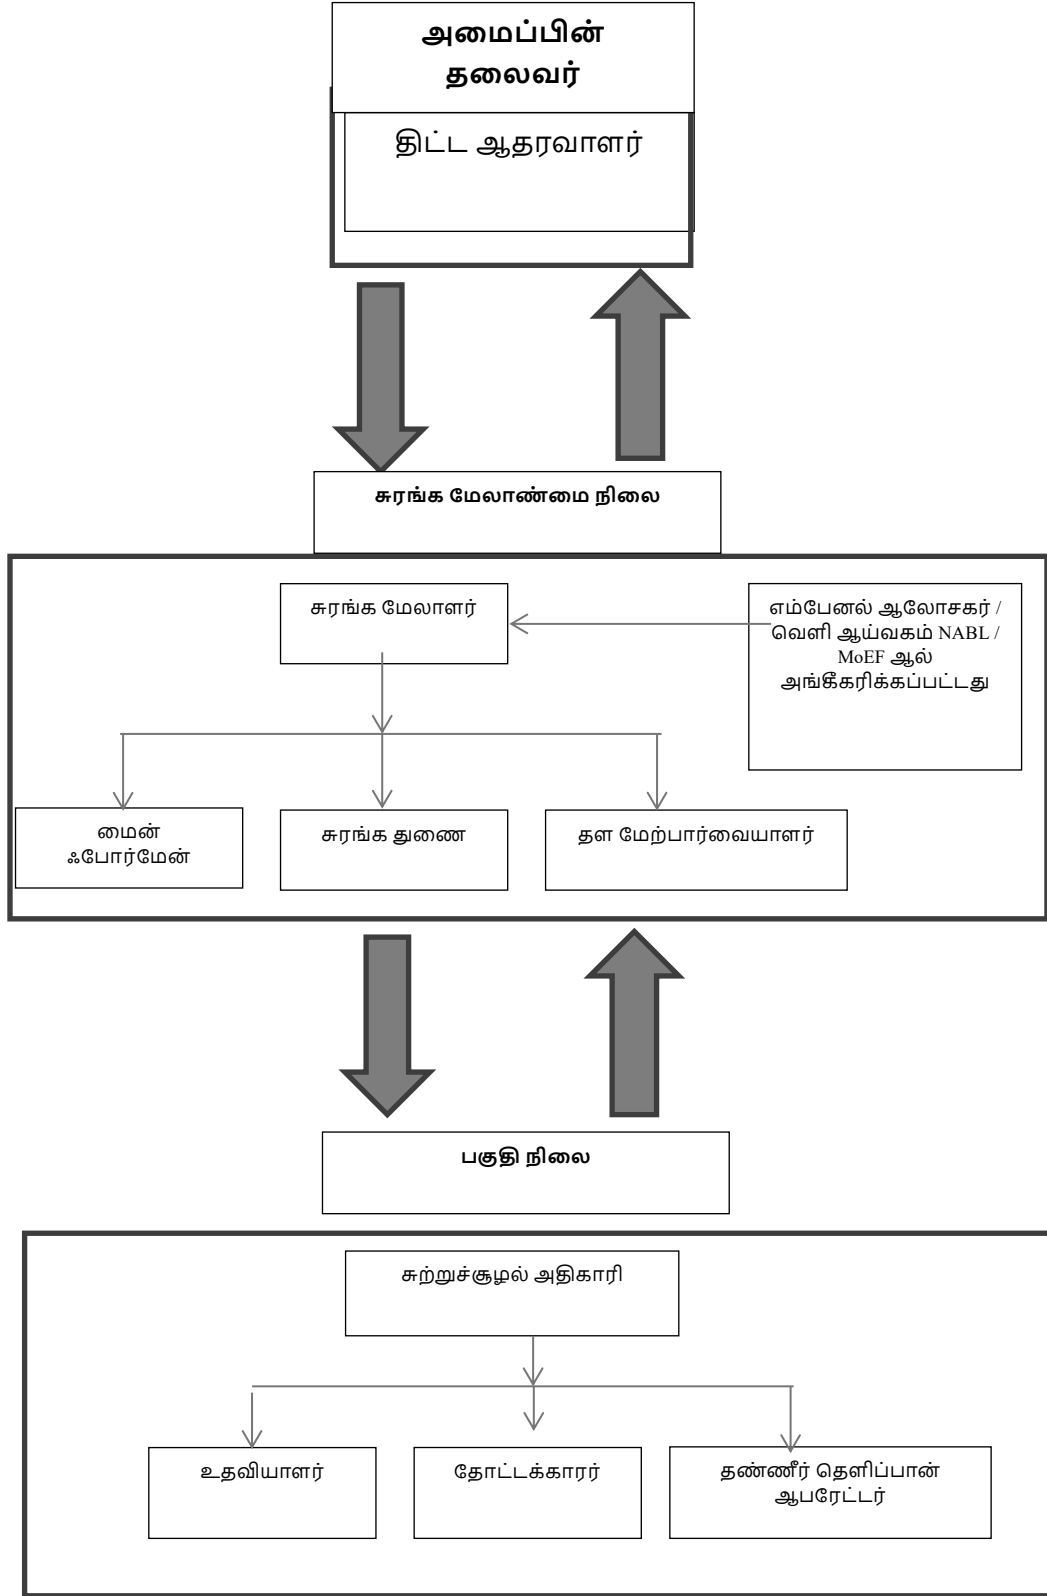 அமைப்பின்
தலைவர்
திட்ட ஆதரவாளர்
சுரங்க மேலாண்மை நிலை
சுரங்க மேலாளர்
எம்பேனல் ஆலோசகர் /
வெளி ஆய்வகம் NABL /
MoEF ஆல்
அங்கீகரிக்கப்பட்டது
மைன்
ஃபோர்மேன்
சுரங்க துணை
தள மேற்பார்வையாளர்
பகுதி நிலை
சுற்றுச்சூழல் அதிகாரி
உதவியாளர்
தோட்டக்காரர்
தண்ணீர் தெளிப்பான்
ஆபரேட்டர்